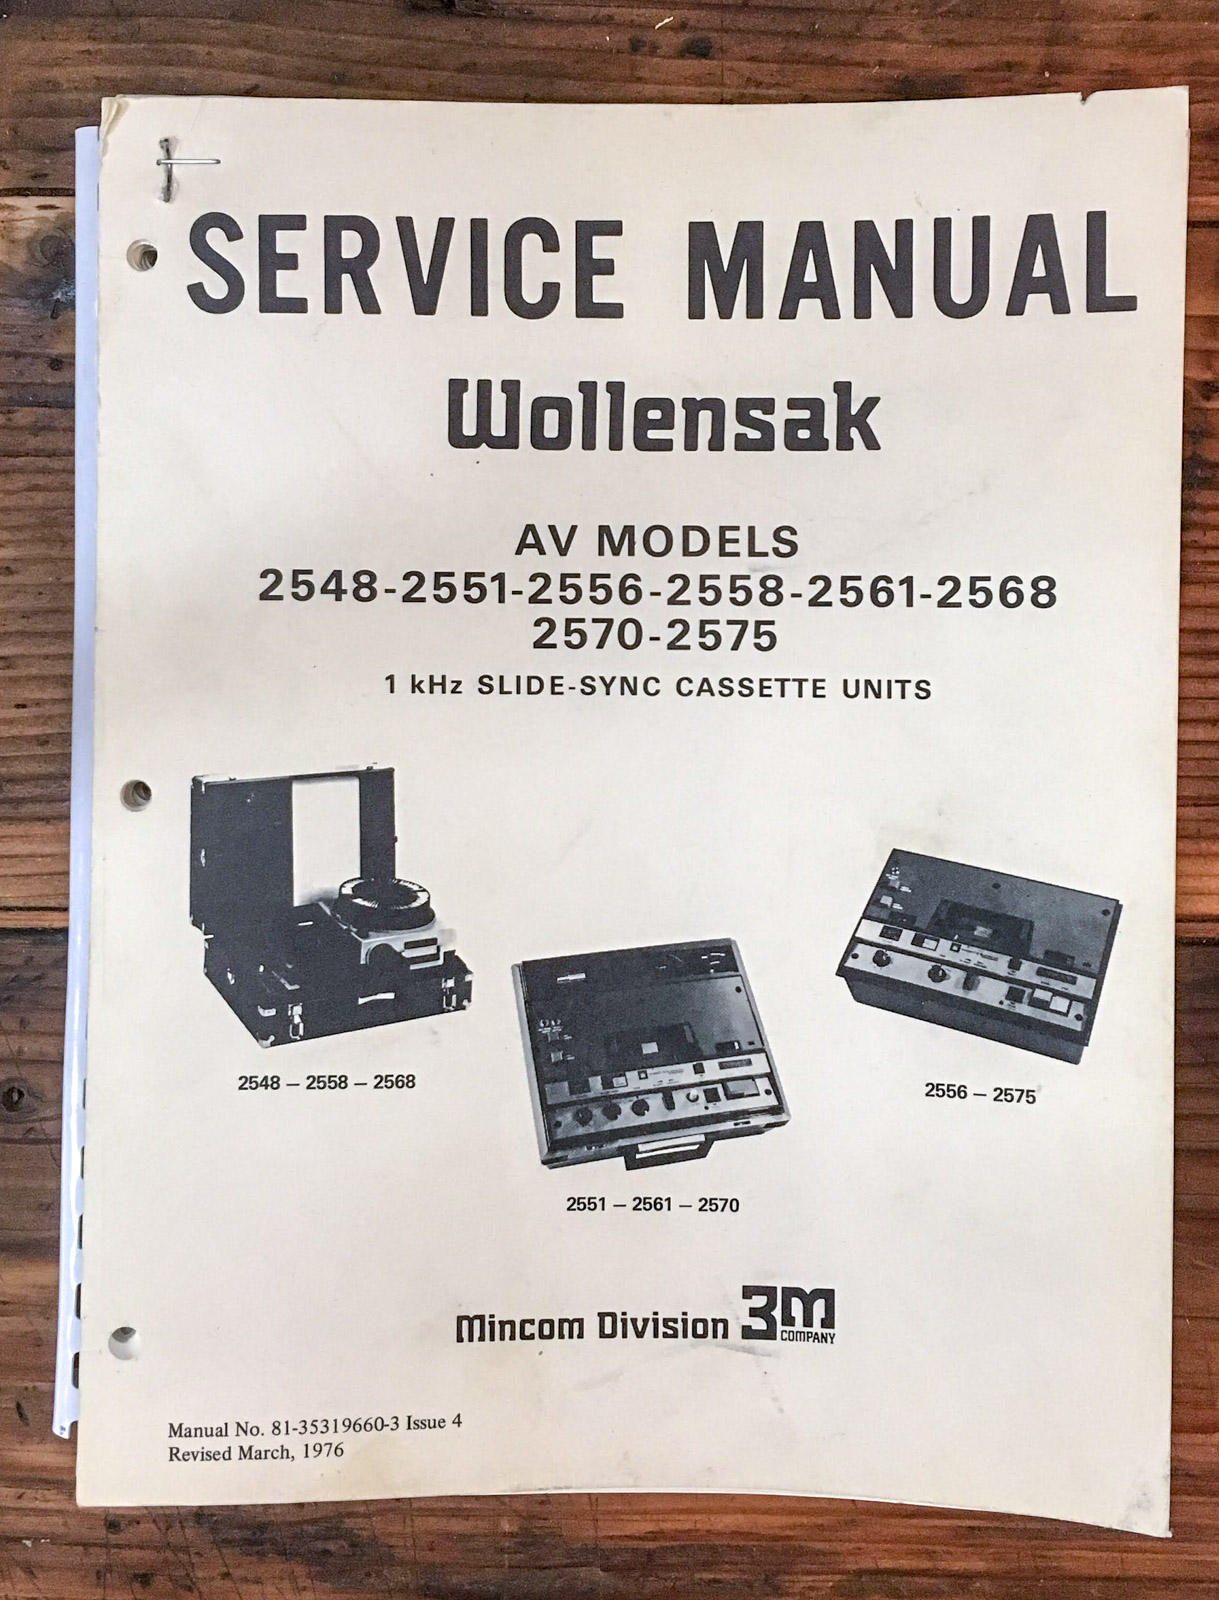 SERVICE MANUAL
Wollensak
AV MODELS
2548-2551-2556-2558-2561-2568
2570-2575
1 kHz SLIDE-SYNC CASSETTE UNITS
2548 – 2558 – 2568
2556 – 2575
2551 – 2561 – 2570
Mincom Division 3M
COMPANY
Manual No. 81-35319660-3 Issue 4
Revised March, 1976